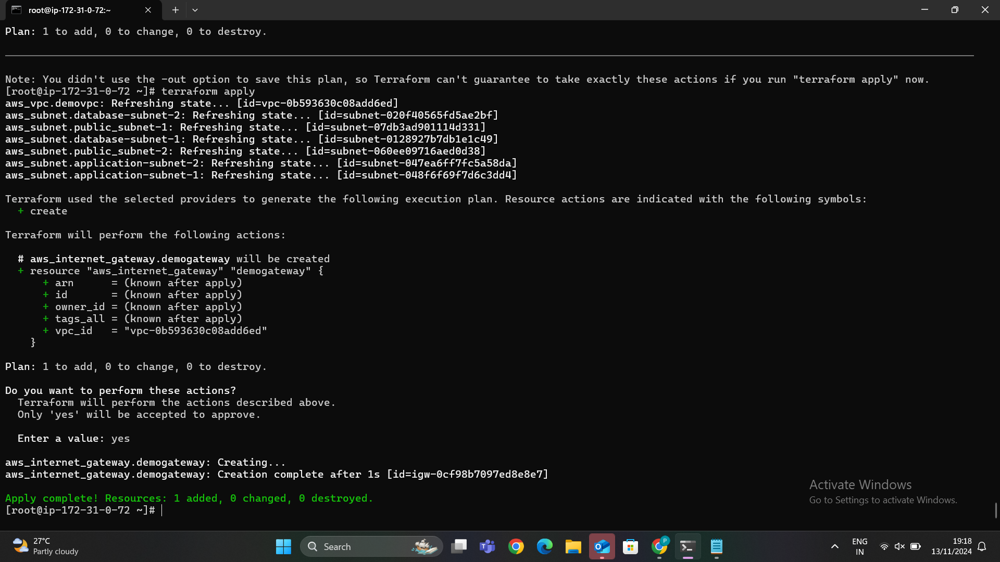 root@ip-172-31-0-72:~
Plan: 1 to add, 0 to change, 0 to destroy.
Note: You didn't use the -out option to save this plan, so Terraform can't guarantee to take exactly these actions if you run "terraform apply" now.
[root@ip-172-31-0-72 ~]# terraform apply
aws_vpc.demovpc: Refreshing state... [id=vpc-0b593630c08add6ed]
aws_subnet.database-subnet-2: Refreshing state... [id=subnet-020f40565fd5ae2bf]
aws_subnet.public_subnet-1: Refreshing state... [id=subnet-07db3ad901114d331]
aws_subnet.database-subnet-1: Refreshing state... [id=subnet-0128927b7db1e1c49]
aws_subnet.public_subnet-2: Refreshing state... [id=subnet-060ee09716aed0d38]
aws_subnet.application-subnet-2: Refreshing state... [id=subnet-047ea6ff7fc5a58da]
aws_subnet.application-subnet-1: Refreshing state... [id=subnet-048f6f69f7d6c3dd4]
Terraform used the selected providers to generate the following execution plan. Resource actions are indicated with the following symbols:
+ create
Terraform will perform the following actions:
# aws_internet_gateway.demogateway will be created
+ resource "aws_internet_gateway" "demogateway" {
+ arn = (known after apply)
+ id = (known after apply)
+ owner_id = (known after apply)
+ tags_all = (known after apply)
+ vpc_id = "vpc-0b593630c08add6ed"
}
Plan: 1 to add, 0 to change, 0 to destroy.
Do you want to perform these actions?
Terraform will perform the actions described above.
Only 'yes' will be accepted to approve.
Enter a value: yes
aws_internet_gateway.demogateway: Creating...
aws_internet_gateway.demogateway: Creation complete after 1s [id=igw-0cf98b7097ed8e8e7]
Apply complete! Resources: 1 added, 0 changed, 0 destroyed.
[root@ip-172-31-0-72 ~]#
Activate Windows
Go to Settings to activate Windows.
27°C
Partly cloudy
Search
P
ENG
IN
19:18
13/11/2024